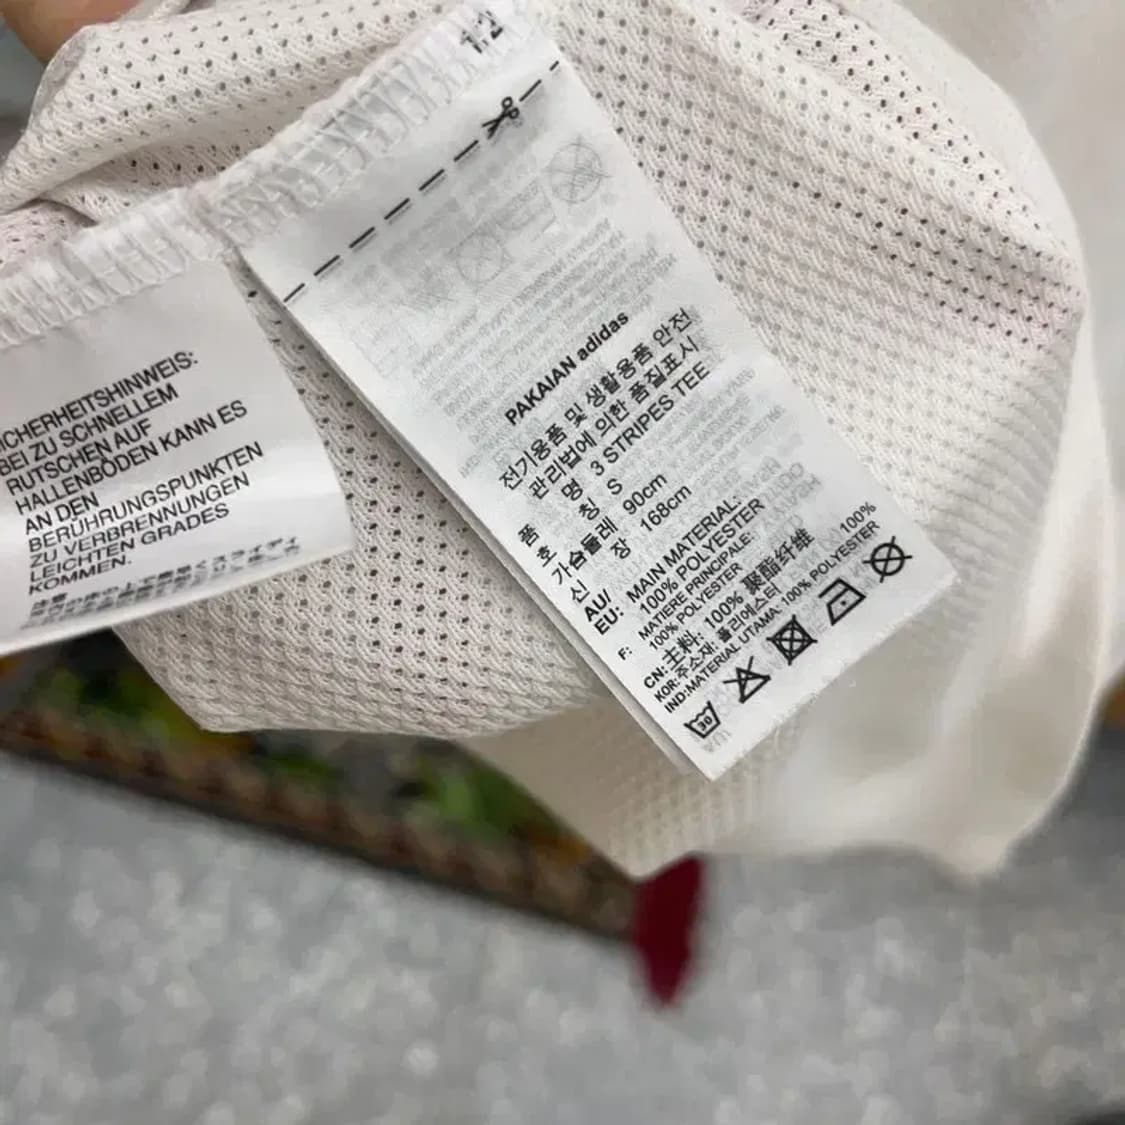 SICHERHEITSHINWEIS:
BEI ZU SCHNELLEM
RUTSCHEN AUF
HALLENBÖDEN KANN ES
AN DEN
BERÜHRUNGSPUNKTEN
ZU VERBRENNUNGEN
LEICHTEN GRADES
KOMMEN.
1/2
PAKAIAN adidas
전기용품 및 생활용품 안전
관리법에 의한 품질표시
품 명 3 STRIPES TEE
호 칭 S
가슴둘레 90cm
신 장 168cm
AU/
EU: MAIN MATERIAL:
100% POLYESTER
F: MATIERE PRINCIPALE:
100% POLYESTER
CN: 主料: 100% 聚酯纤维
KOR: 주소재: 폴리에스터 100%
IND:MATERIAL UTAMA: 100% POLYESTER
30